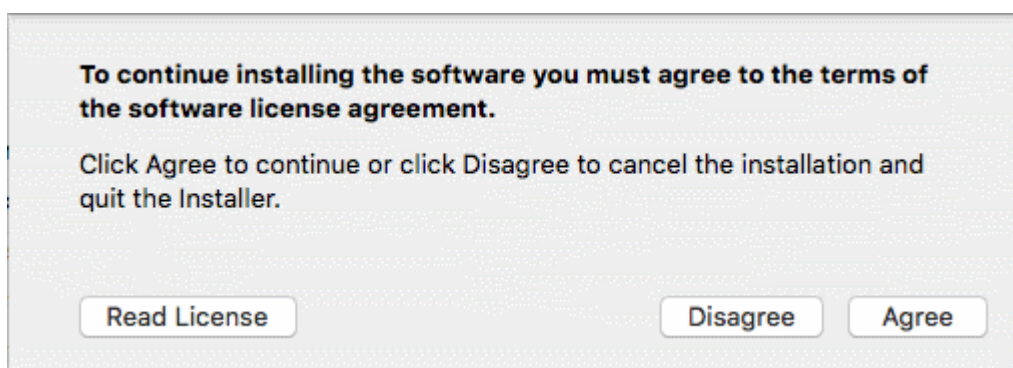 To continue installing the software you must agree to the terms of
the software license agreement.
Click Agree to continue or click Disagree to cancel the installation and
quit the Installer.
Read License
Disagree
Agree